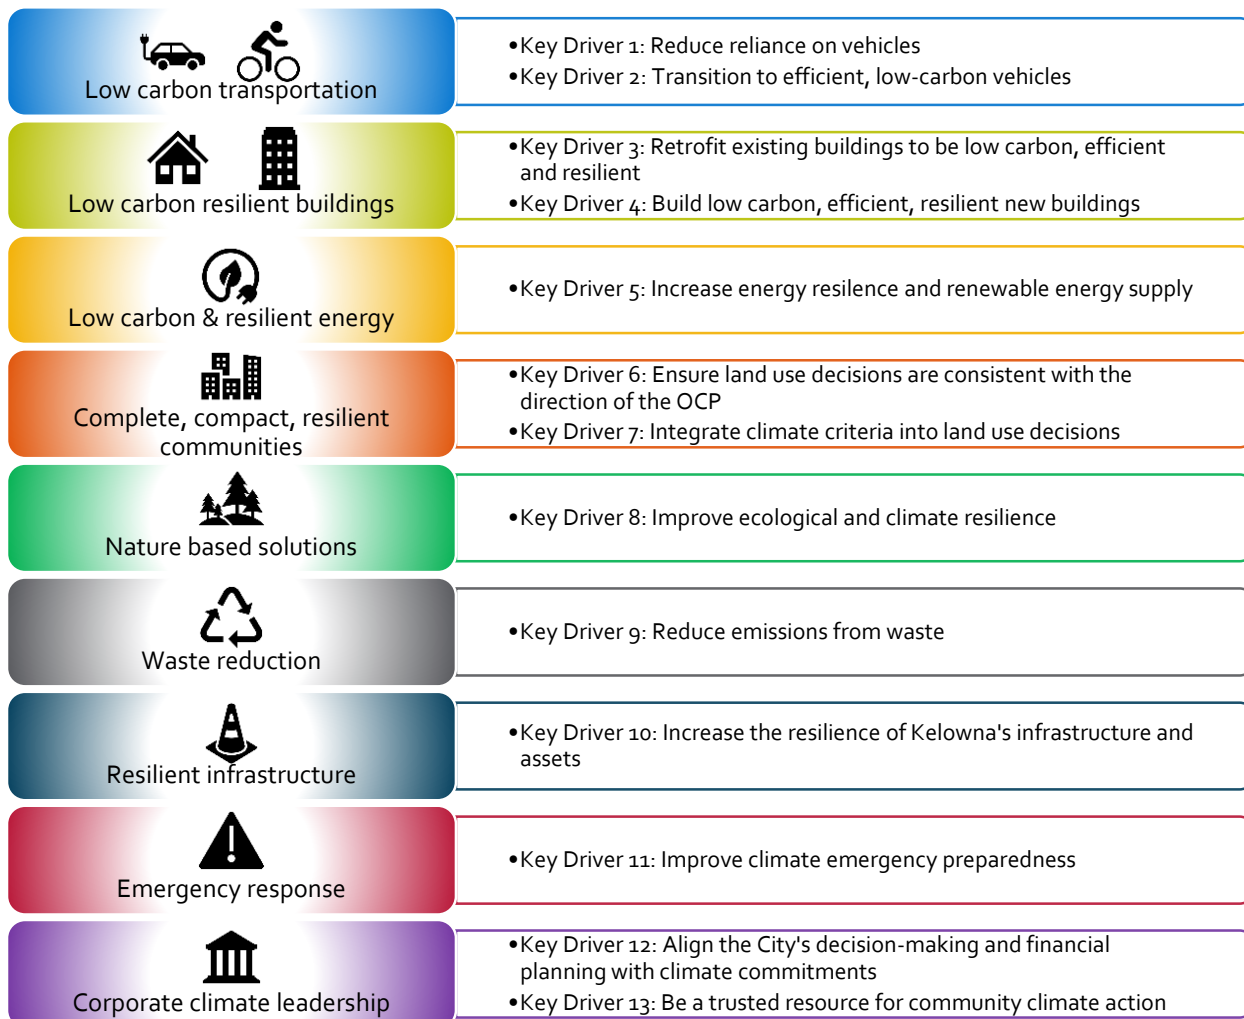 Low carbon transportation
•Key Driver 1: Reduce reliance on vehicles
•Key Driver 2: Transition to efficient, low-carbon vehicles
Low carbon resilient buildings
•Key Driver 3: Retrofit existing buildings to be low carbon, efficient
and resilient
•Key Driver 4: Build low carbon, efficient, resilient new buildings
Low carbon & resilient energy
•Key Driver 5: Increase energy resilence and renewable energy supply
Complete, compact, resilient
communities
•Key Driver 6: Ensure land use decisions are consistent with the
direction of the OCP
•Key Driver 7: Integrate climate criteria into land use decisions
Nature based solutions
•Key Driver 8: Improve ecological and climate resilience
Waste reduction
•Key Driver 9: Reduce emissions from waste
Resilient infrastructure
•Key Driver 10: Increase the resilience of Kelowna's infrastructure and
assets
Emergency response
•Key Driver 11: Improve climate emergency preparedness
Corporate climate leadership
•Key Driver 12: Align the City's decision-making and financial
planning with climate commitments
•Key Driver 13: Be a trusted resource for community climate action